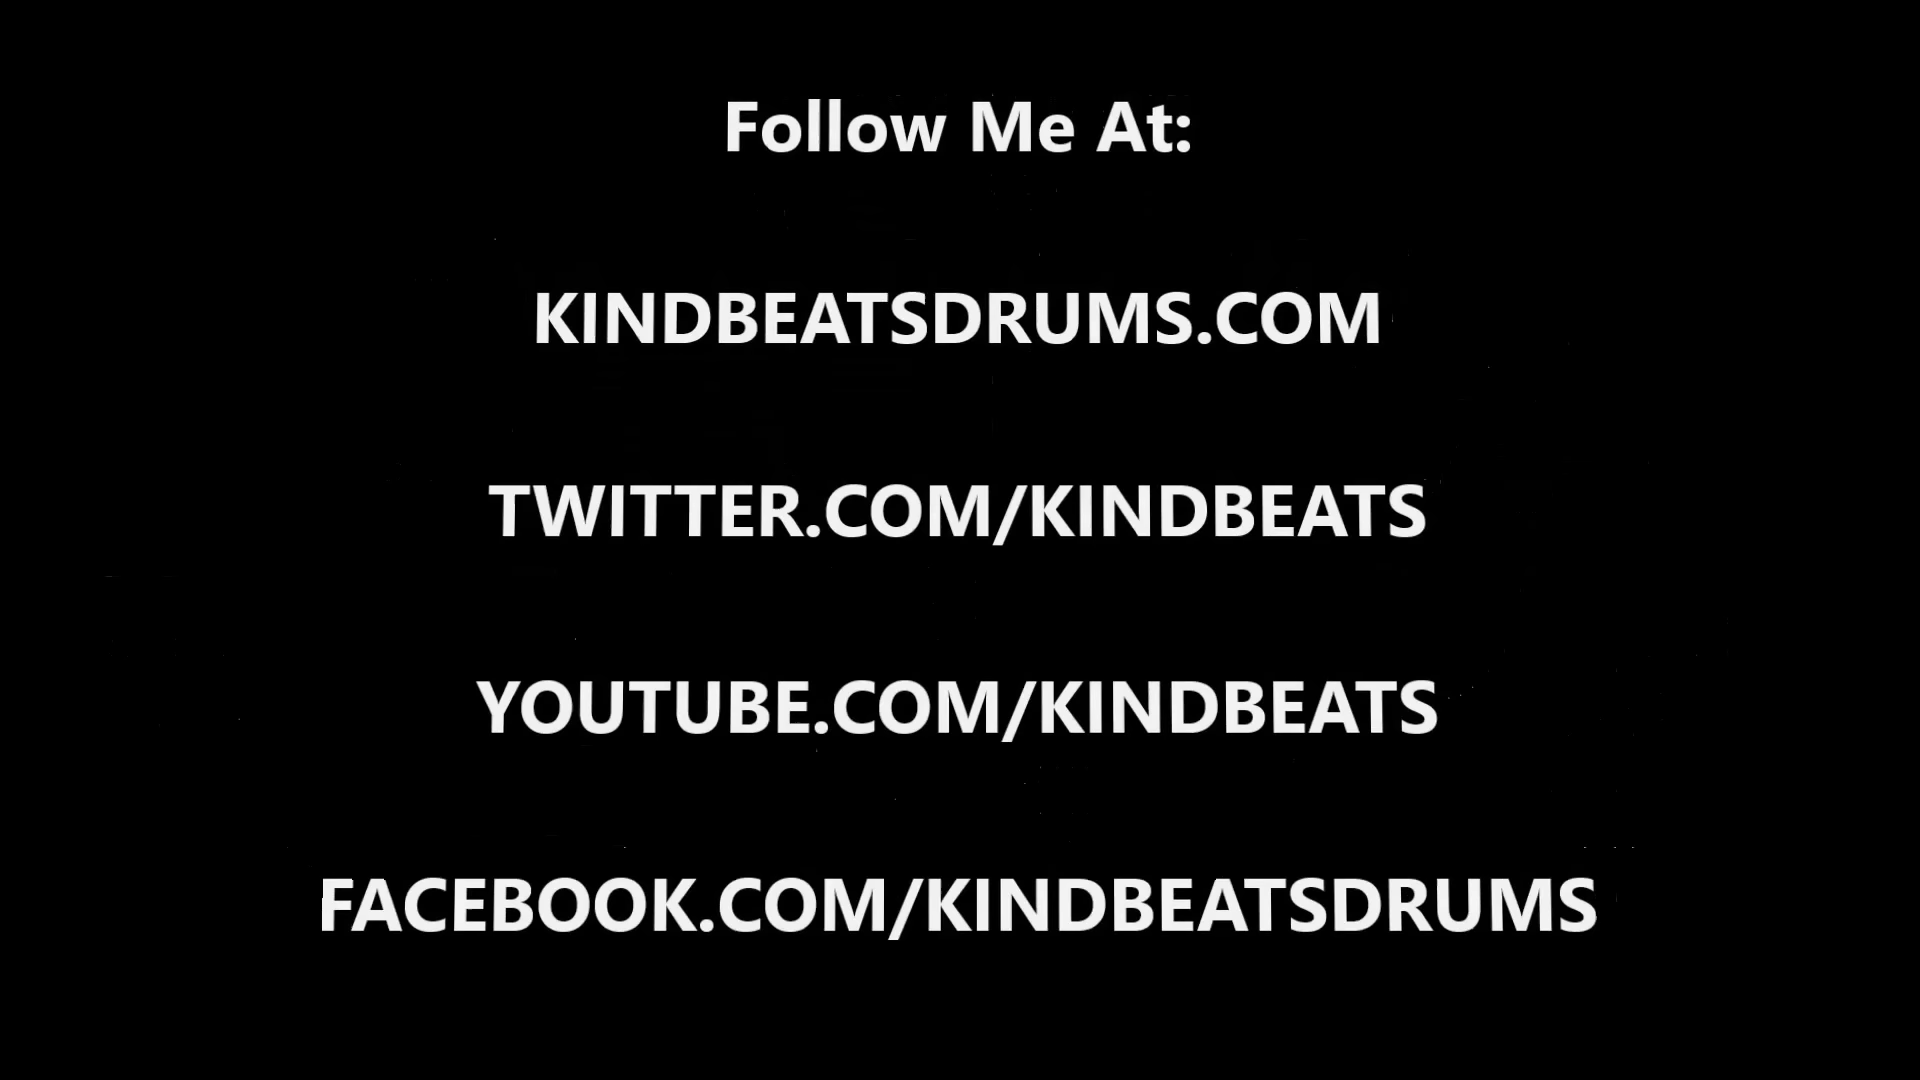 Follow Me At:
KINDBEATSDRUMS.COM
TWITTER.COM/KINDBEATS
YOUTUBE.COM/KINDBEATS
FACEBOOK.COM/KINDBEATSDRUMS